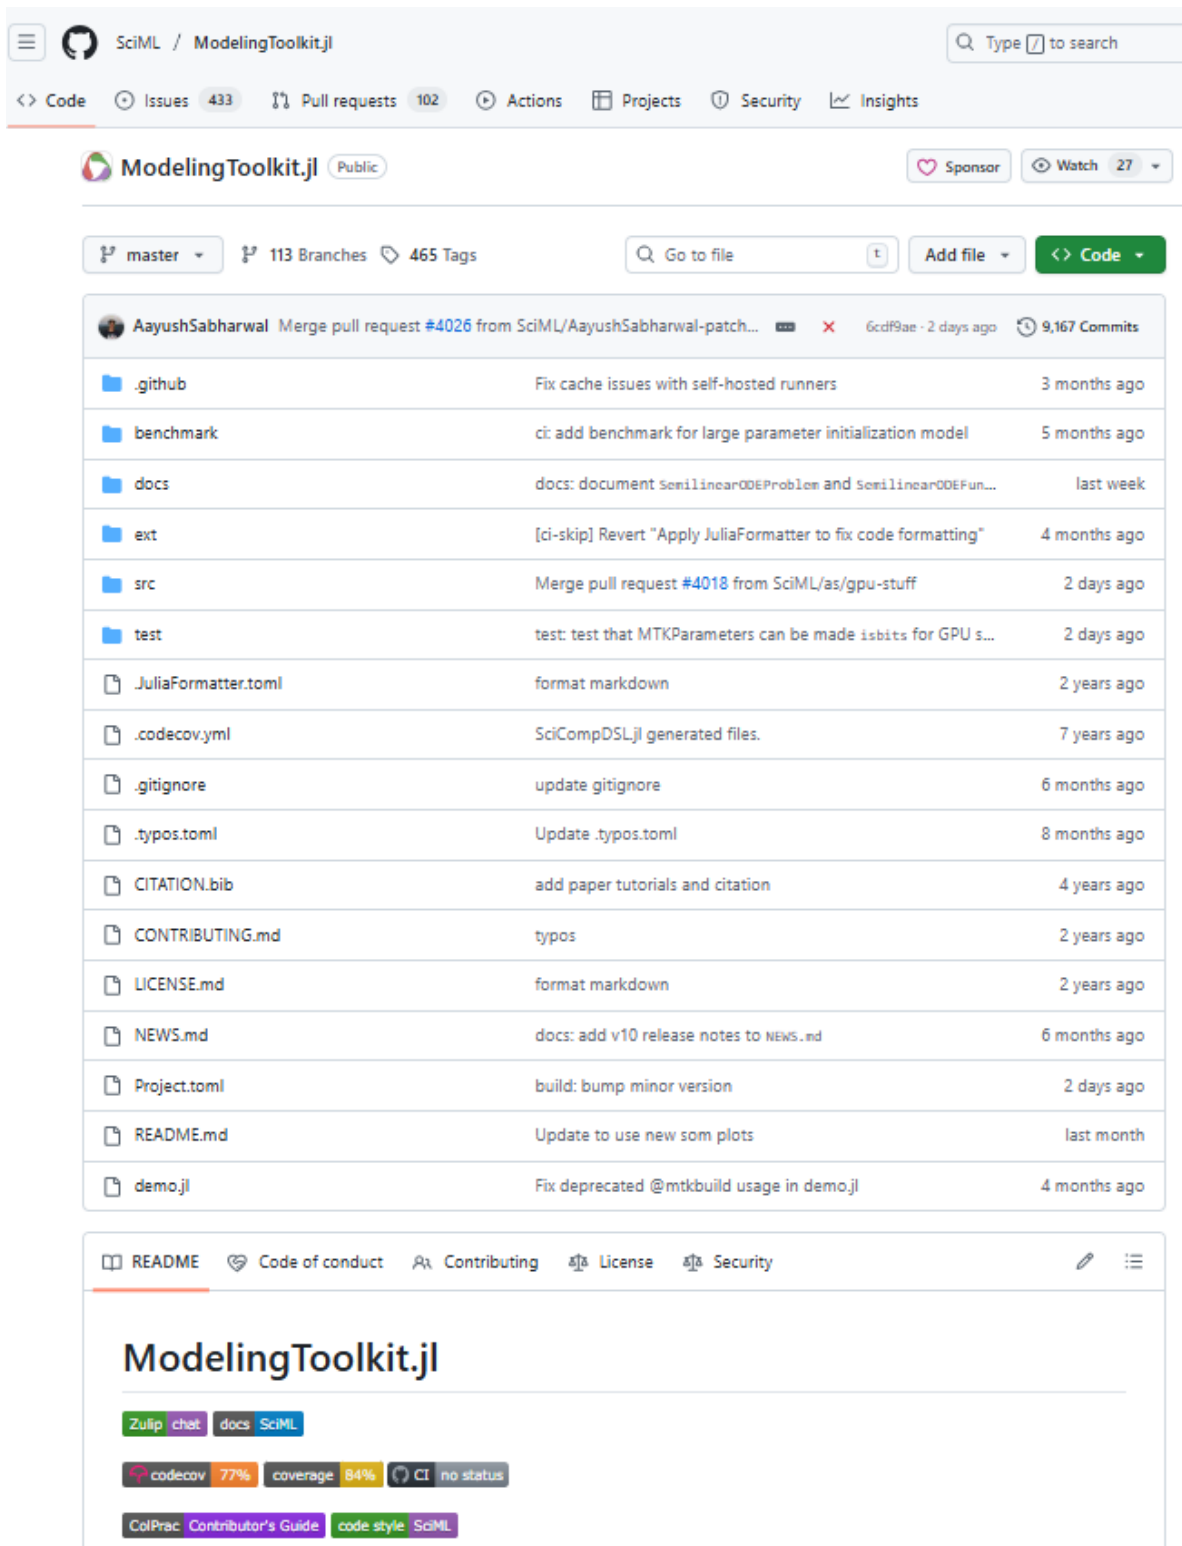 SciML / ModelingToolkit.jl Type / to search
Code Issues 433 Pull requests 102 Actions Projects Security Insights
ModelingToolkit.jl Public Sponsor Watch 27
master 113 Branches 465 Tags Go to file t Add file Code
AayushSabharwal Merge pull request #4026 from SciML/AayushSabharwal-patch... 6cdf9ae · 2 days ago 9,167 Commits
.github Fix cache issues with self-hosted runners 3 months ago
benchmark ci: add benchmark for large parameter initialization model 5 months ago
docs docs: document SemilinearODEProblem and SemilinearODEFun... last week
ext [ci-skip] Revert "Apply JuliaFormatter to fix code formatting" 4 months ago
src Merge pull request #4018 from SciML/as/gpu-stuff 2 days ago
test test: test that MTKParameters can be made isbits for GPU s... 2 days ago
.JuliaFormatter.toml format markdown 2 years ago
.codecov.yml SciCompDSL.jl generated files. 7 years ago
.gitignore update gitignore 6 months ago
.typos.toml Update .typos.toml 8 months ago
CITATION.bib add paper tutorials and citation 4 years ago
CONTRIBUTING.md typos 2 years ago
LICENSE.md format markdown 2 years ago
NEWS.md docs: add v10 release notes to NEWS.md 6 months ago
Project.toml build: bump minor version 2 days ago
README.md Update to use new som plots last month
demo.jl Fix deprecated @mtkbuild usage in demo.jl 4 months ago
README Code of conduct Contributing License Security
ModelingToolkit.jl
Zulip chat docs SciML
codecov 77% coverage 84% CI no status
ColPrac Contributor's Guide code style SciML